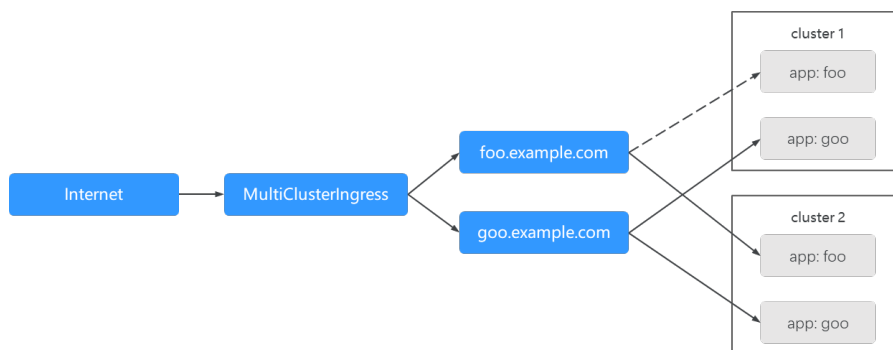 Internet
MultiClusterIngress
foo.example.com
goo.example.com
cluster 1
app: foo
app: goo
cluster 2
app: foo
app: goo